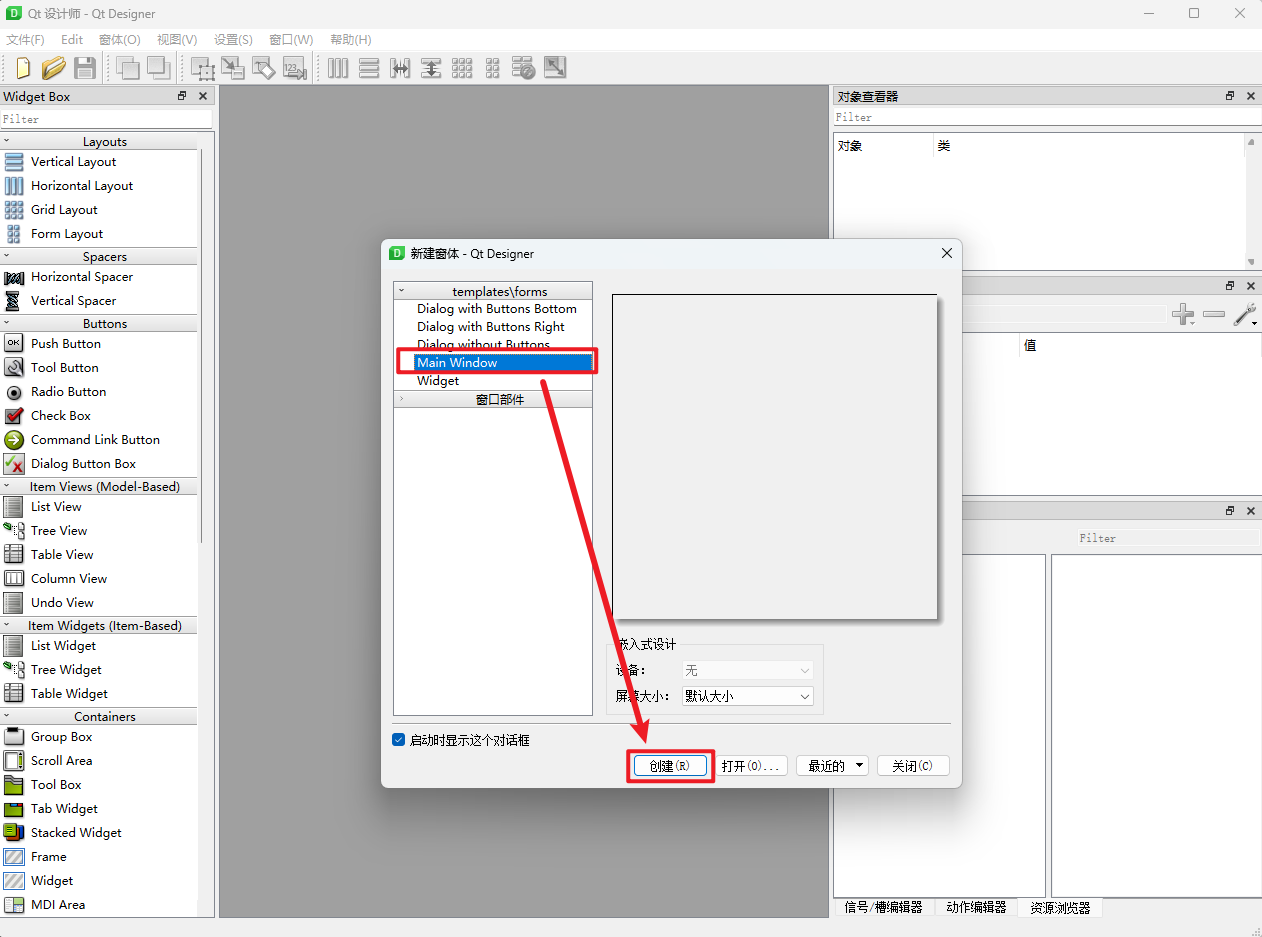 Qt 设计师 - Qt Designer
文件(F) Edit 窗体(O) 视图(V) 设置(S) 窗口(W) 帮助(H)
123
Widget Box
Filter
Layouts
Vertical Layout
Horizontal Layout
Grid Layout
Form Layout
Spacers
Horizontal Spacer
Vertical Spacer
Buttons
OK Push Button
Tool Button
Radio Button
Check Box
Command Link Button
Dialog Button Box
Item Views (Model-Based)
List View
Tree View
Table View
Column View
Undo View
Item Widgets (Item-Based)
List Widget
Tree Widget
Table Widget
Containers
Group Box
Scroll Area
Tool Box
Tab Widget
Stacked Widget
Frame
Widget
MDI Area
新建窗体 - Qt Designer
templates\forms
Dialog with Buttons Bottom
Dialog with Buttons Right
Dialog without Buttons
Main Window
Widget
窗口部件
嵌入式设计
设备: 无
屏幕大小: 默认大小
启动时显示这个对话框
创建(R) 打开(O)... 最近的 关闭(C)
对象查看器
Filter
对象 类
值
Filter
信号/槽编辑器 动作编辑器 资源浏览器